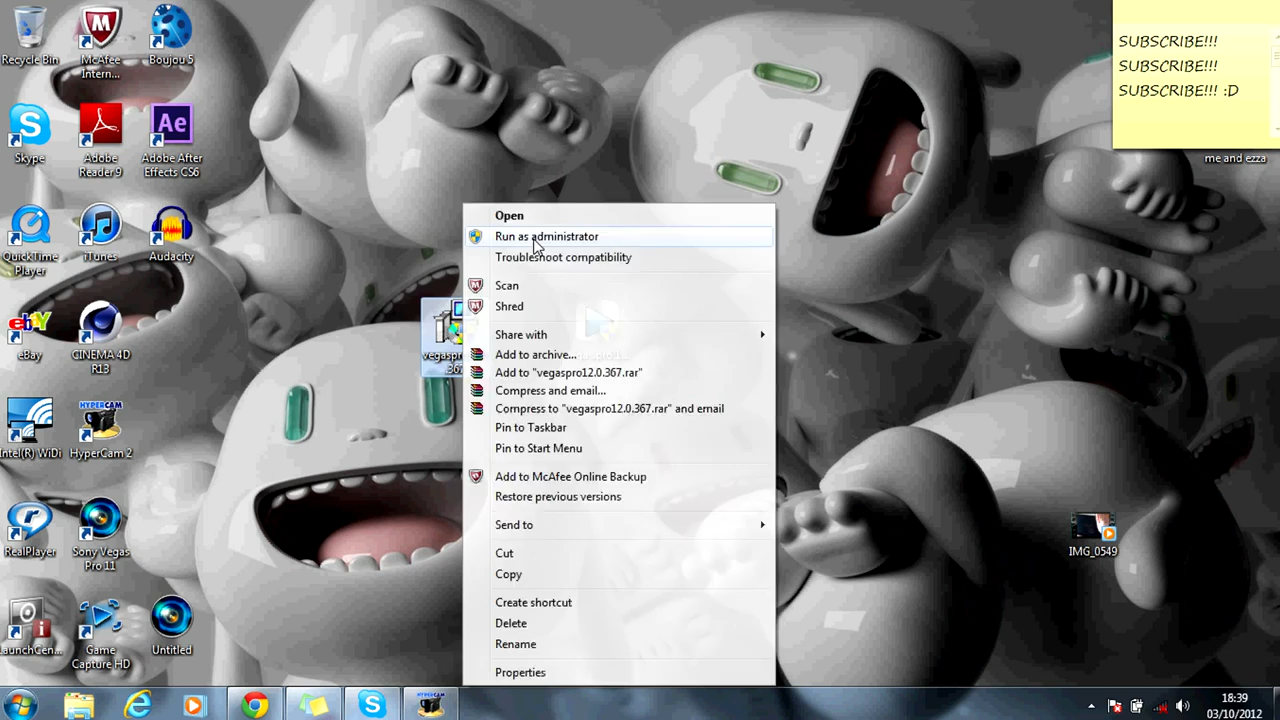 Recycle Bin
McAfee
Intern...
Boujou 5
Skype
Adobe
Reader 9
Adobe After
Effects CS6
Ae
QuickTime
Player
iTunes
Audacity
eBay
CINEMA 4D
R13
Intel(R) WiDi
HYPERCAM
HyperCam 2
RealPlayer
Sony Vegas
Pro 11
LaunchCen...
Game
Capture HD
Untitled
Open
Run as administrator
Troubleshoot compatibility
Scan
Shred
Share with
Add to archive...
Add to "vegaspro12.0.367.rar"
Compress and email...
Compress to "vegaspro12.0.367.rar" and email
Pin to Taskbar
Pin to Start Menu
Add to McAfee Online Backup
Restore previous versions
Send to
Cut
Copy
Create shortcut
Delete
Rename
Properties
SUBSCRIBE!!!
SUBSCRIBE!!!
SUBSCRIBE!!! :D
me and ezza
IMG_0549
HYPERCAM
18:39
03/10/2012